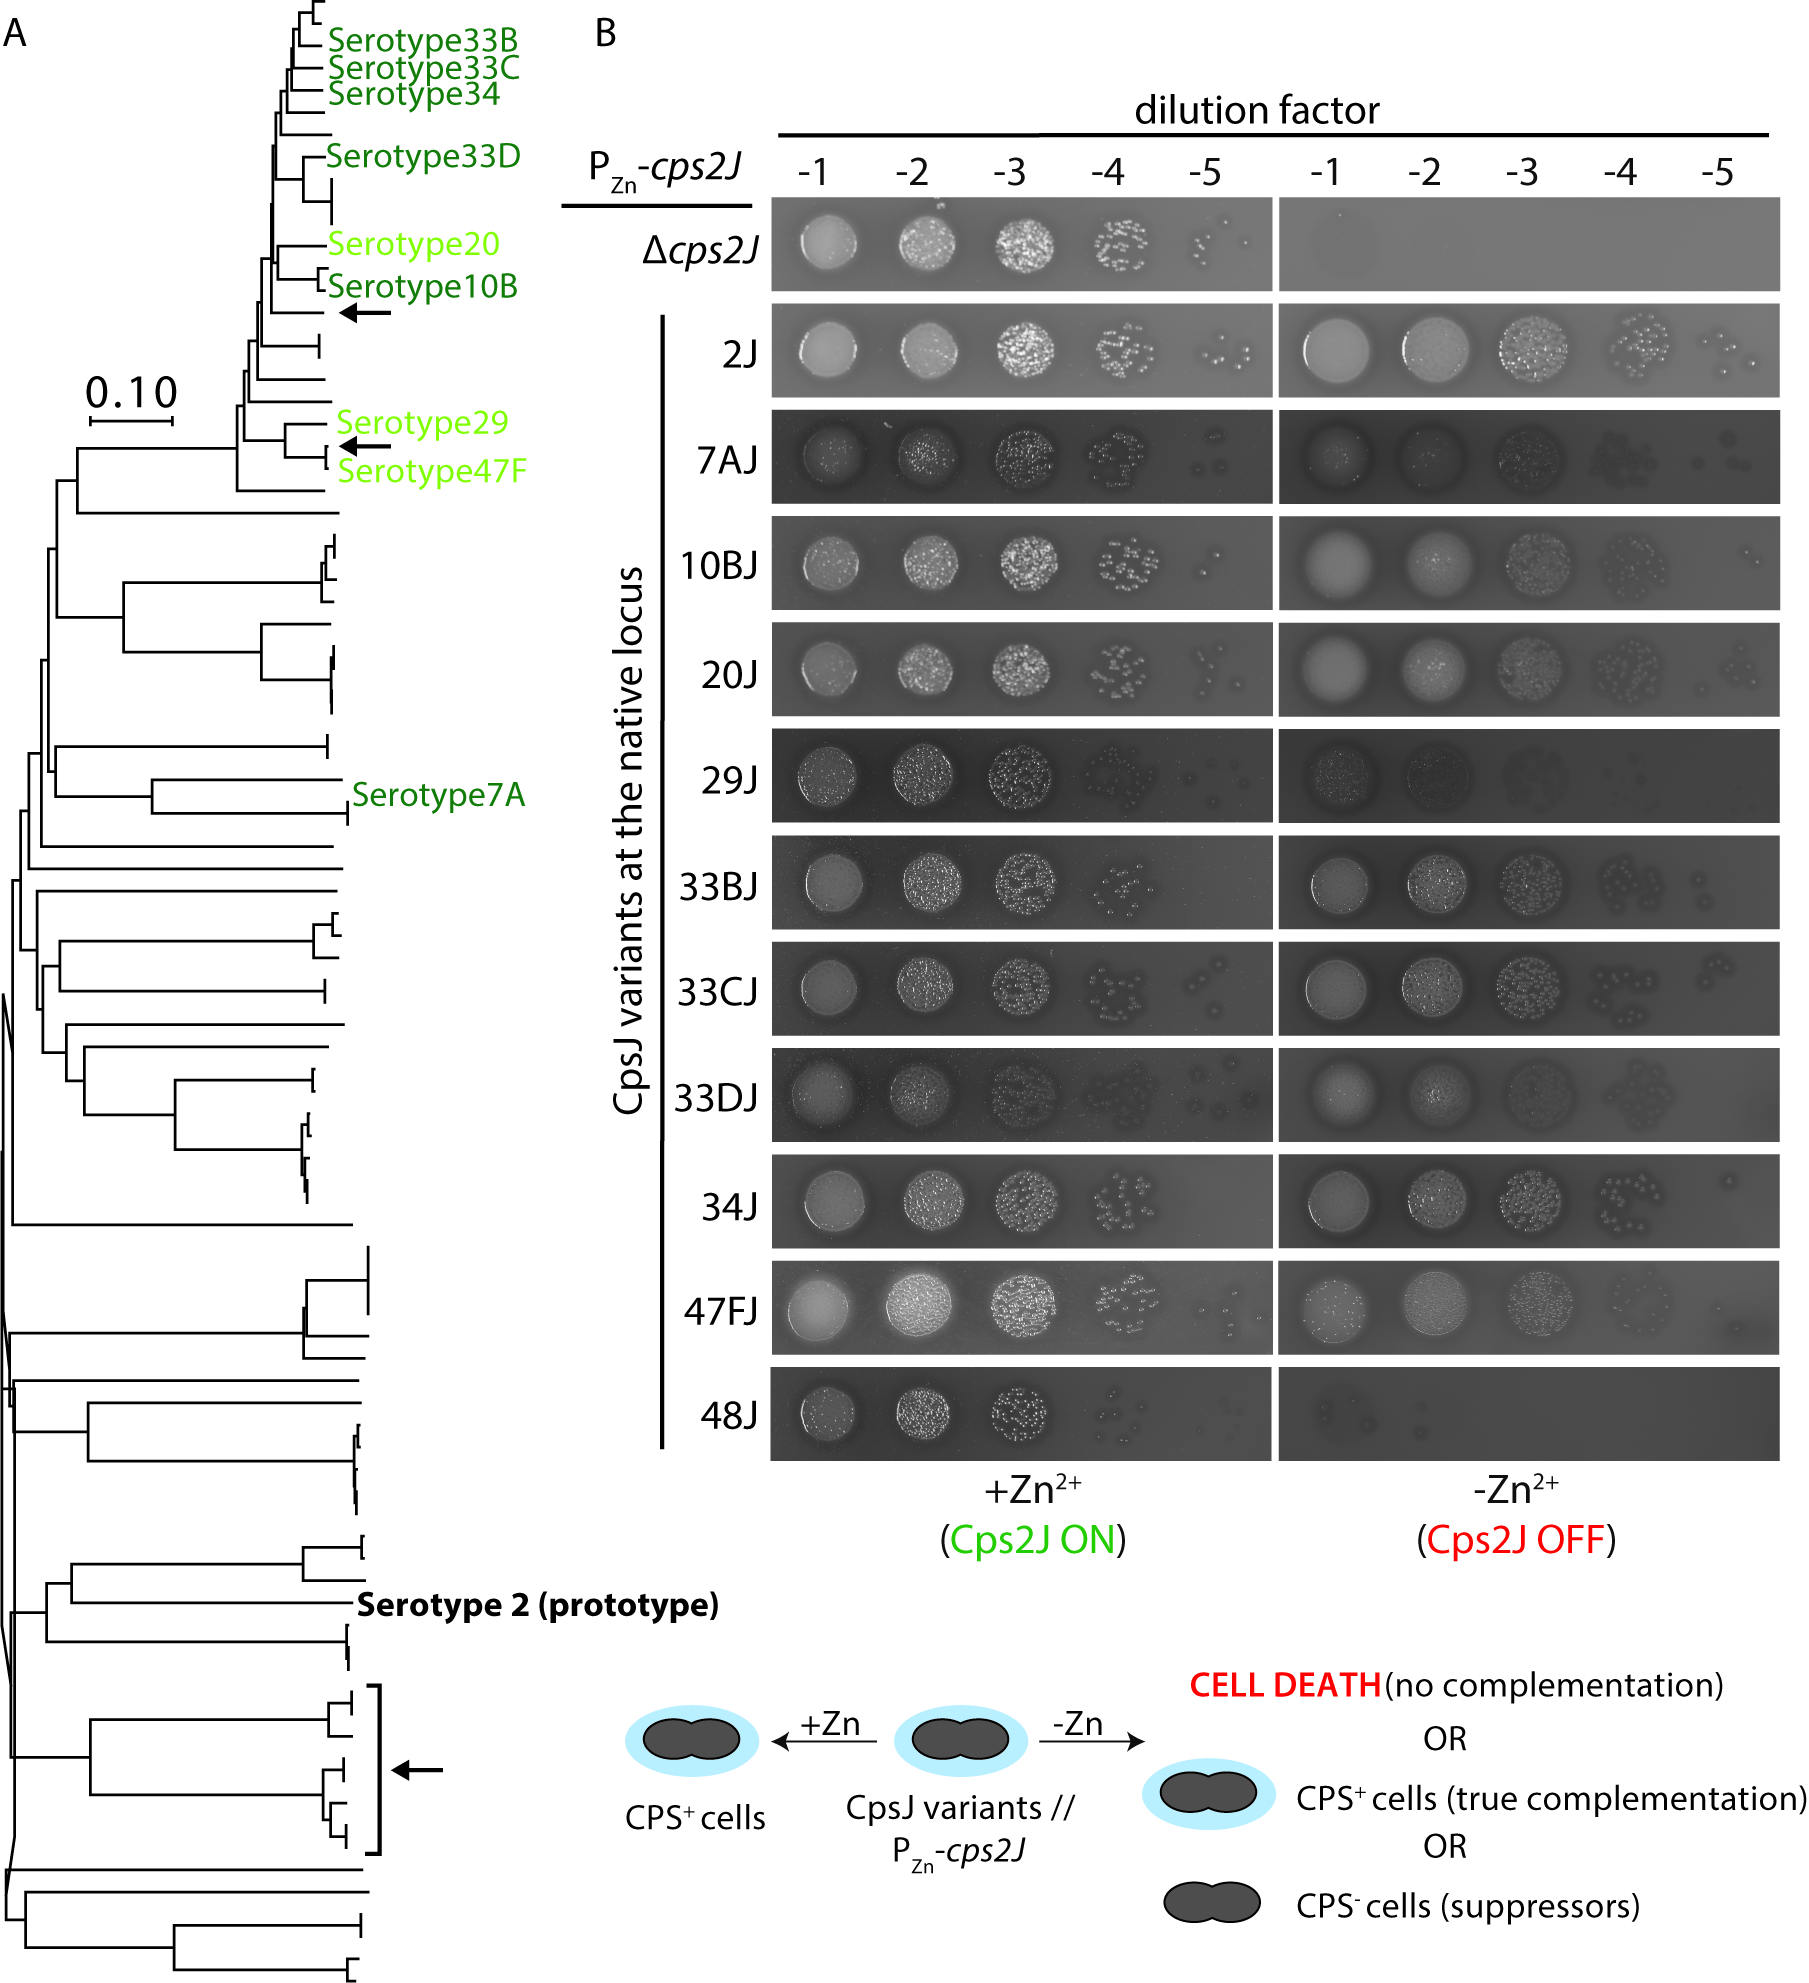 A
Serotype33B
Serotype33C
Serotype34
Serotype33D
Serotype20
Serotype10B
0.10
Serotype29
Serotype47F
Serotype7A
Serotype 2 (prototype)
B
dilution factor
PZn-cps2J
-1 -2 -3 -4 -5 -1 -2 -3 -4 -5
Δcps2J
CpsJ variants at the native locus
2J
7AJ
10BJ
20J
29J
33BJ
33CJ
33DJ
34J
47FJ
48J
+Zn2+ -Zn2+
(Cps2J ON) (Cps2J OFF)
CELL DEATH (no complementation)
+Zn -Zn
OR
CPS+ cells (true complementation)
CPS+ cells
CpsJ variants //
PZn-cps2J
OR
CPS- cells (suppressors)